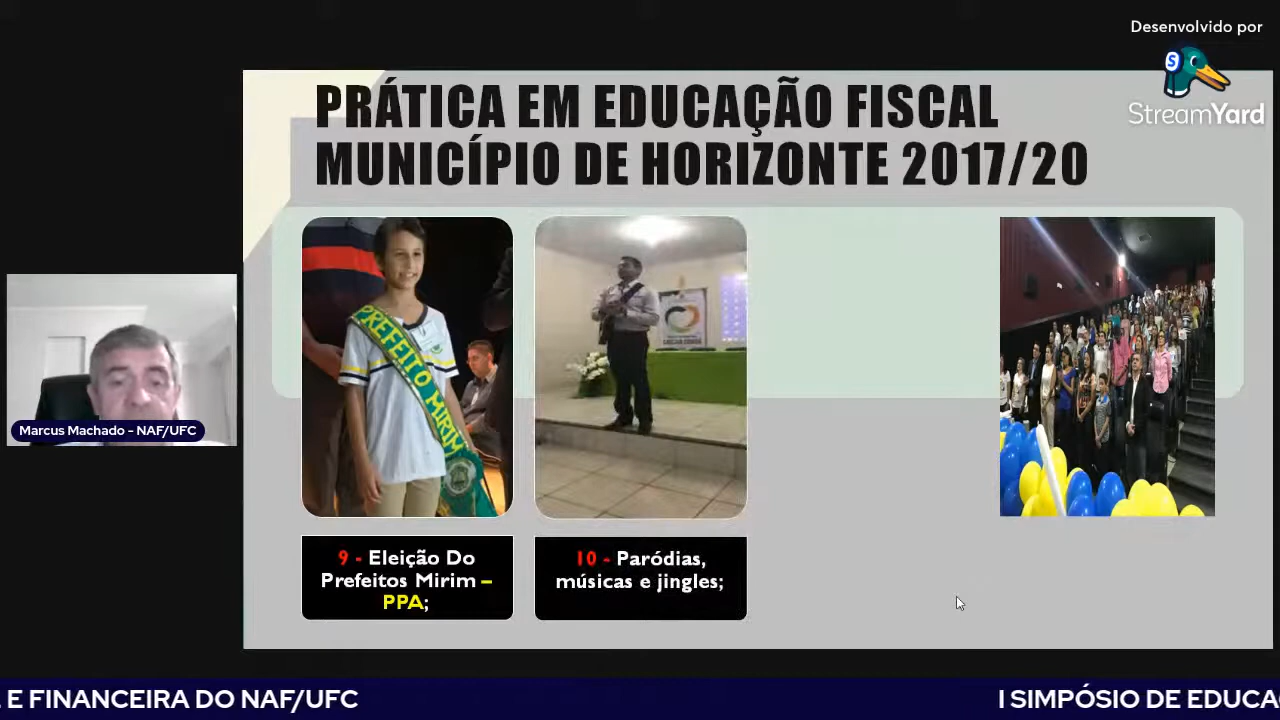 Desenvolvido por
StreamYard
PRÁTICA EM EDUCAÇÃO FISCAL
MUNICÍPIO DE HORIZONTE 2017/20
PREFEITO MIRIM
9 - Eleição Do
Prefeitos Mirim –
PPA;
10 - Paródias,
músicas e jingles;
Marcus Machado - NAF/UFC
E FINANCEIRA DO NAF/UFC
I SIMPÓSIO DE EDUCA